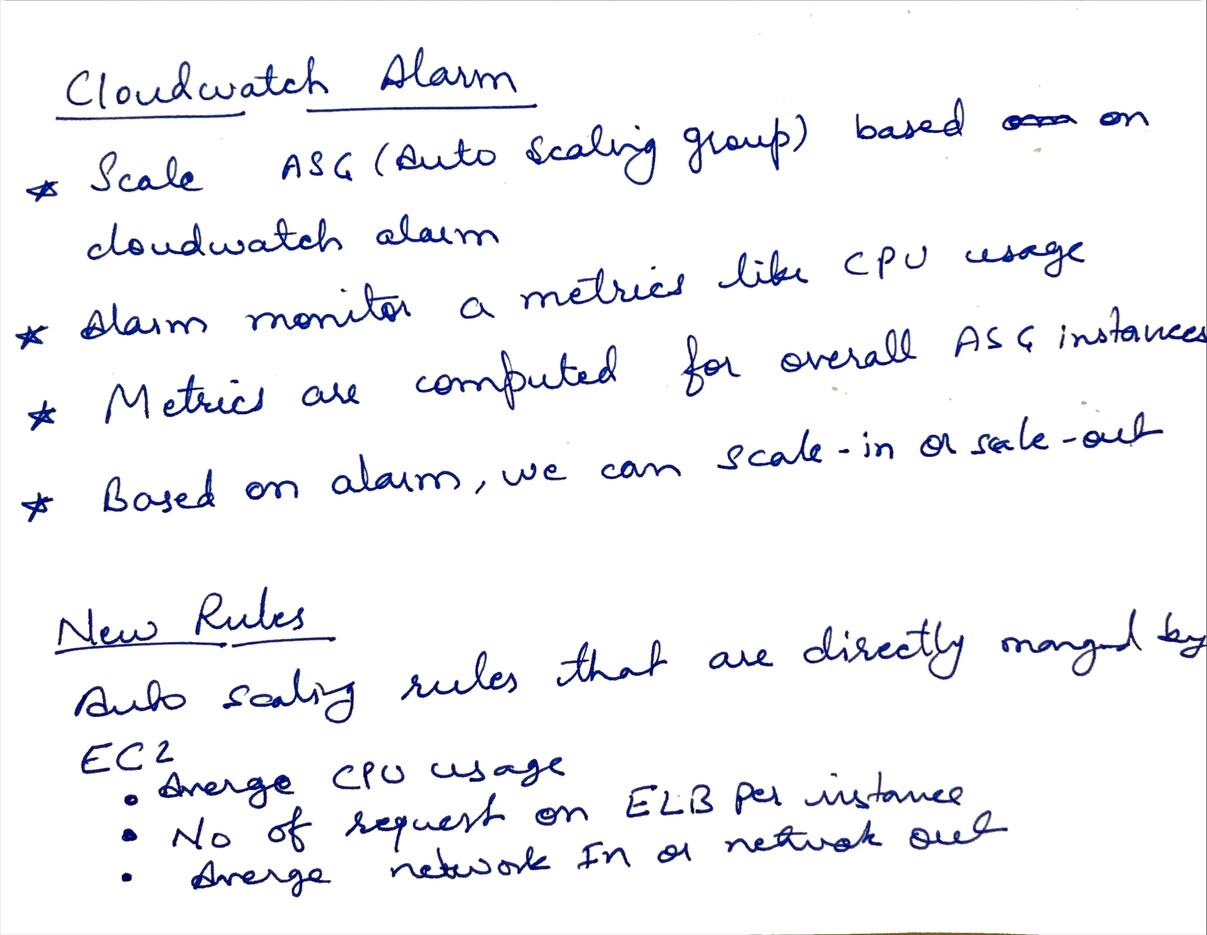 Cloudwatch Alarm
* Scale ASG (Auto Scaling group) based on
cloudwatch alarm
* Alarm monitor a metrics like CPU usage
* Metrics are computed for overall ASG instances
* Based on alarm, we can scale-in or scale-out
New Rules
Auto scaling rules that are directly manged by
EC2
• Averge CPU usage
• No of request on ELB per instance
• Averge network In or network out